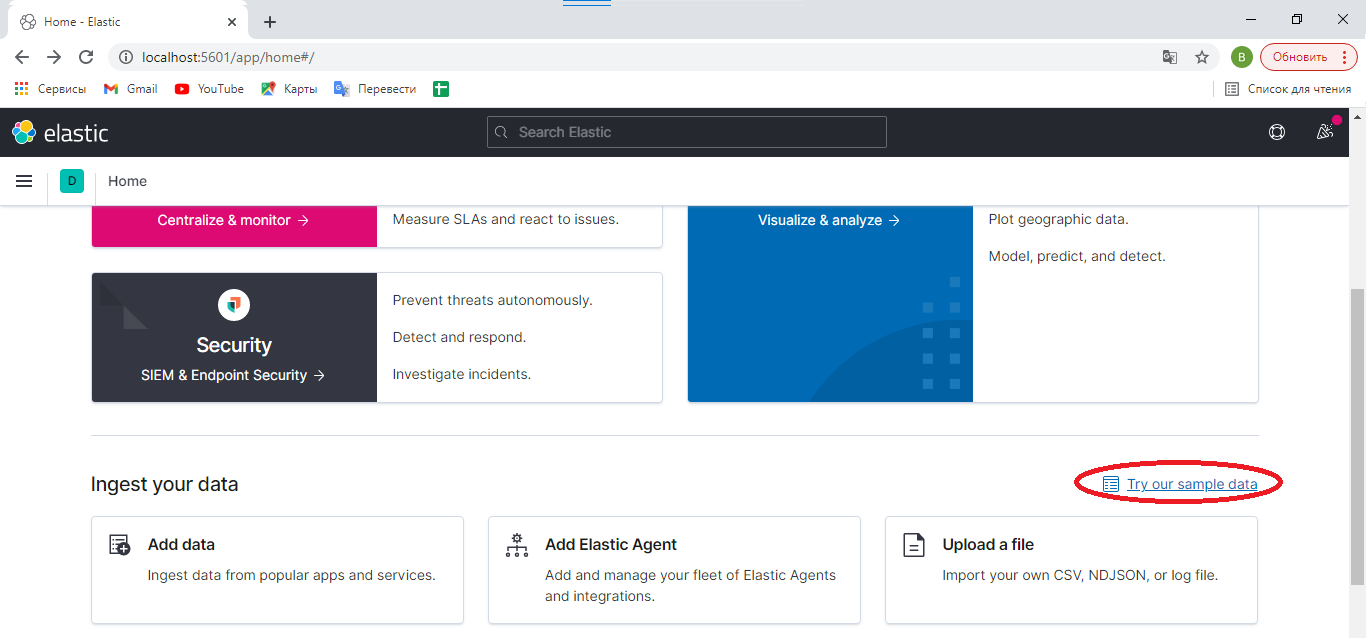 Home - Elastic
localhost:5601/app/home#/
B
Обновить
Сервисы
Gmail
YouTube
Карты
Перевести
Список для чтения
elastic
Search Elastic
D
Home
Centralize & monitor →
Measure SLAs and react to issues.
Visualize & analyze →
Plot geographic data.
Model, predict, and detect.
Security
SIEM & Endpoint Security →
Prevent threats autonomously.
Detect and respond.
Investigate incidents.
Ingest your data
Try our sample data
Add data
Ingest data from popular apps and services.
Add Elastic Agent
Add and manage your fleet of Elastic Agents
and integrations.
Upload a file
Import your own CSV, NDJSON, or log file.